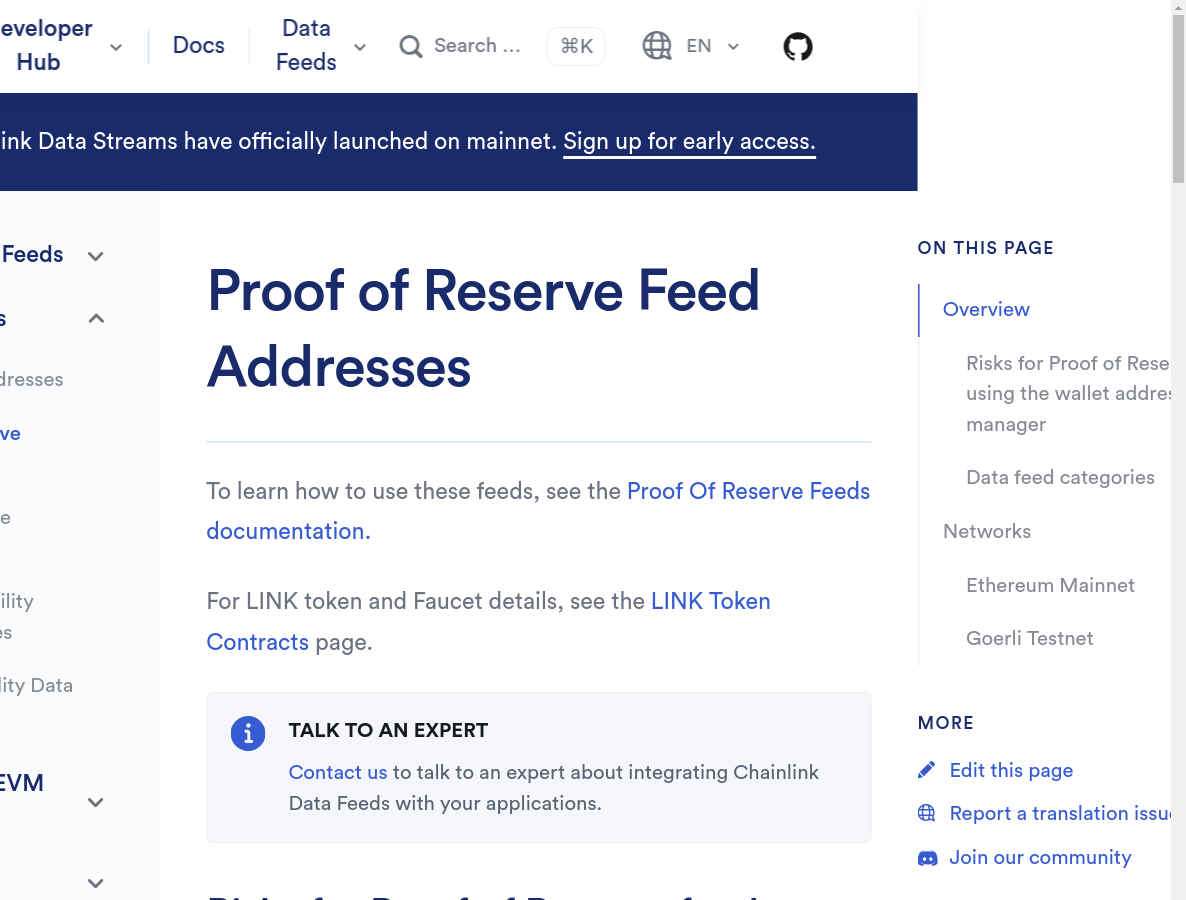 eveloper
Hub
Docs
Data
Feeds
Search ...
⌘K
EN
ink Data Streams have officially launched on mainnet. Sign up for early access.
Feeds
s
dresses
ve
e
ility
es
lity Data
EVM
Proof of Reserve Feed
Addresses
To learn how to use these feeds, see the Proof Of Reserve Feeds
documentation.
For LINK token and Faucet details, see the LINK Token
Contracts page.
TALK TO AN EXPERT
Contact us to talk to an expert about integrating Chainlink
Data Feeds with your applications.
ON THIS PAGE
Overview
Risks for Proof of Rese
using the wallet addres
manager
Data feed categories
Networks
Ethereum Mainnet
Goerli Testnet
MORE
Edit this page
Report a translation issu
Join our community